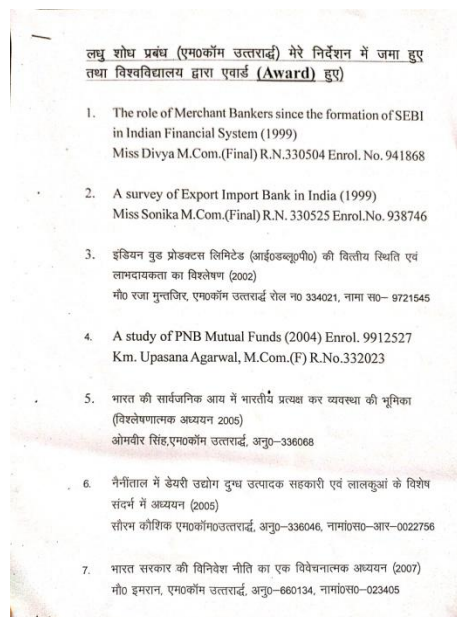 लघु शोध प्रबंध (एम0कॉम उत्तरार्द्ध) मेरे निर्देशन में जमा हुए
तथा विश्वविद्यालय द्वारा एवार्ड (Award) हुए)
1. The role of Merchant Bankers since the formation of SEBI
in Indian Financial System (1999)
Miss Divya M.Com.(Final) R.N.330504 Enrol. No. 941868
2. A survey of Export Import Bank in India (1999)
Miss Sonika M.Com.(Final) R.N. 330525 Enrol.No. 938746
3. इंडियन वुड प्रोडक्टस लिमिटेड (आई0डब्लू0पी0) की वित्तीय स्थिति एवं
लाभदायकता का विश्लेषण (2002)
मौ0 रजा मुन्तजिर, एमकॉम उत्तरार्द्ध रोल न0 334021, नामा स0– 9721545
4. A study of PNB Mutual Funds (2004) Enrol. 9912527
Km. Upasana Agarwal, M.Com.(F) R.No.332023
5. भारत की सार्वजनिक आय में भारतीय प्रत्यक्ष कर व्यवस्था की भूमिका
(विश्लेषणात्मक अध्ययन 2005)
ओमवीर सिंह,एमकॉम उत्तरार्द्ध, अनु0–336068
6. नैनीताल में डेयरी उद्योग दुग्ध उत्पादक सहकारी एवं लालकुआं के विशेष
संदर्भ में अध्ययन (2005)
सौरम कौशिक एम0कॉम0उत्तरार्द्ध, अनु0–336046, नामां0स0–आर–0022756
7. भारत सरकार की विनिवेश नीति का एक विवेचनात्मक अध्ययन (2007)
मौ0 इमरान, एमकॉम उत्तरार्द्ध, अनु0–660134, नामां0स0–023405